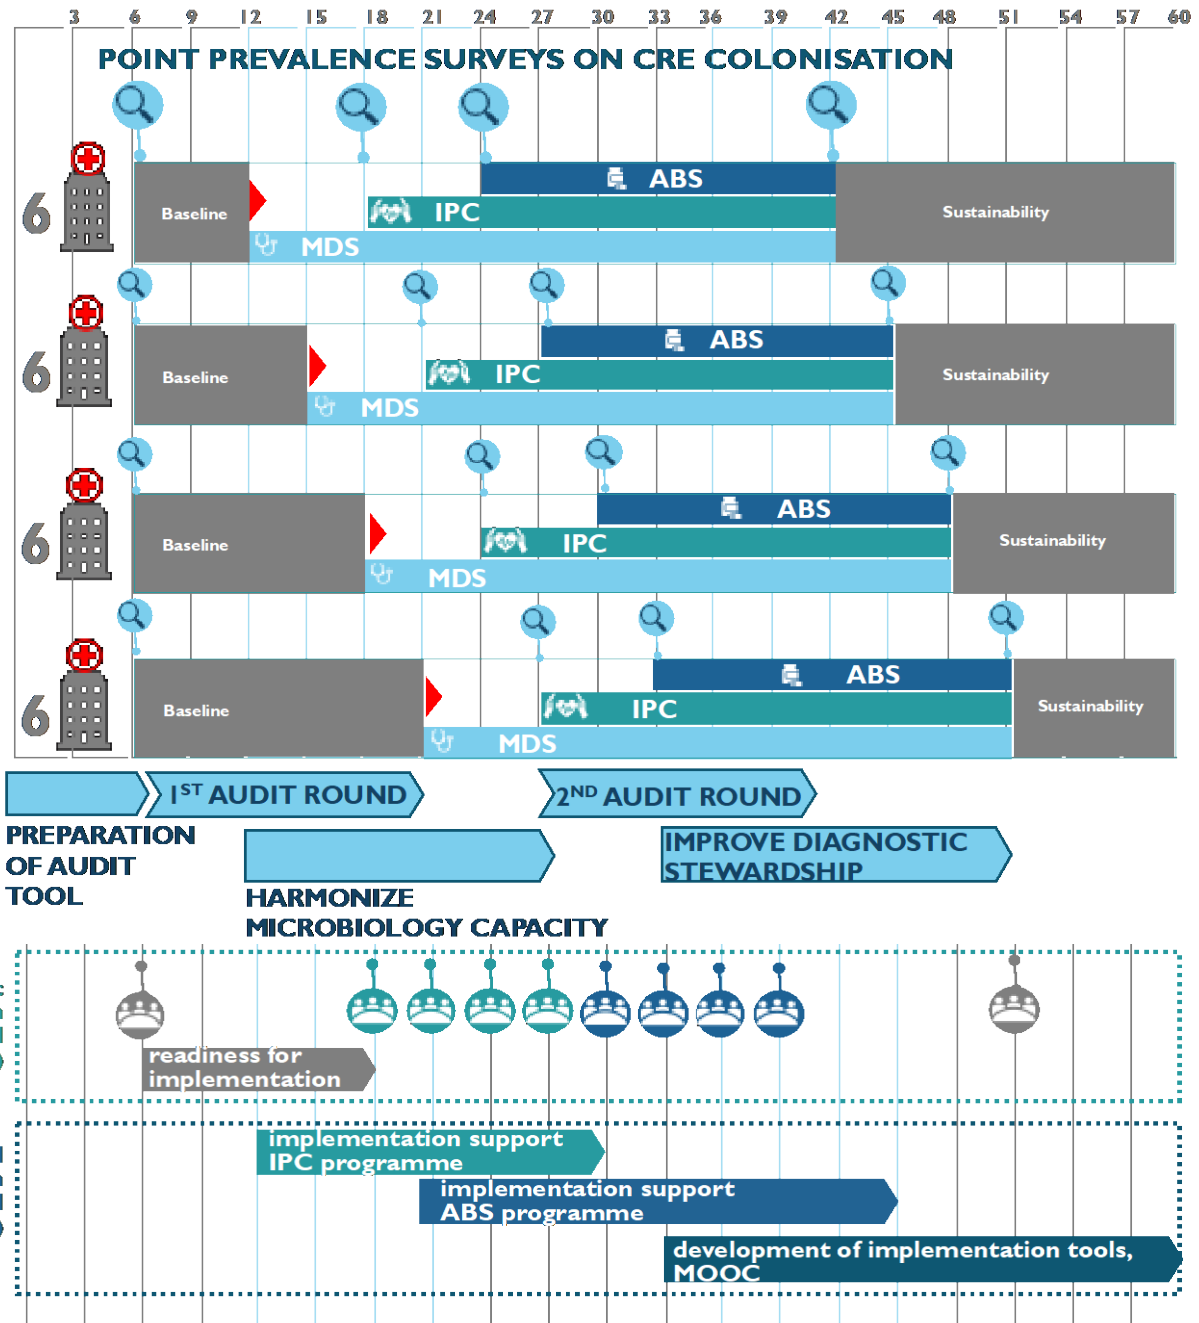 3 6 9 12 15 18 21 24 27 30 33 36 39 42 45 48 51 54 57 60
POINT PREVALENCE SURVEYS ON CRE COLONISATION
ABS
6 Baseline IPC Sustainability
MDS
ABS
6 Baseline IPC Sustainability
MDS
ABS
6 Baseline IPC Sustainability
MDS
ABS
6 Baseline IPC Sustainability
MDS
1ST AUDIT ROUND
2ND AUDIT ROUND
PREPARATION
OF AUDIT
TOOL
IMPROVE DIAGNOSTIC
STEWARDSHIP
HARMONIZE
MICROBIOLOGY CAPACITY
readiness for
implementation
implementation support
IPC programme
implementation support
ABS programme
development of implementation tools,
MOOC